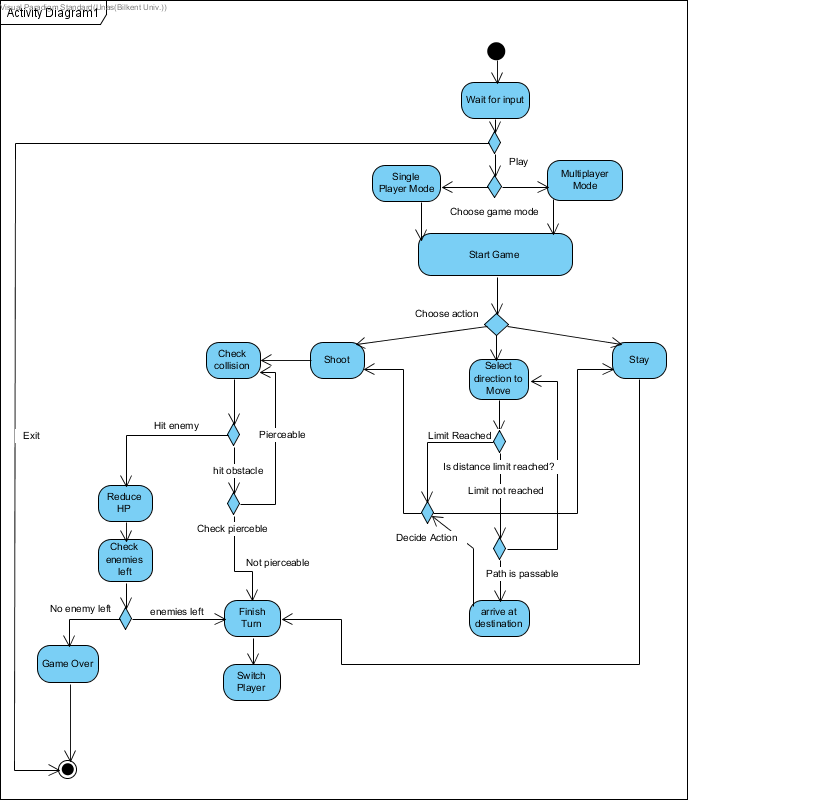 Visual Paradigm Standard(Unas(Bilkent Univ.))
Activity Diagram1
Wait for input
Play
Single
Player Mode
Multiplayer
Mode
Choose game mode
Start Game
Choose action
Check
collision
Shoot
Select
direction to
Move
Stay
Hit enemy
Pierceable
Limit Reached
Exit
Is distance limit reached?
hit obstacle
Limit not reached
Reduce
HP
Check pierceble
Decide Action
Check
enemies
left
Not pierceable
Path is passable
No enemy left
enemies left
Finish
Turn
arrive at
destination
Game Over
Switch
Player